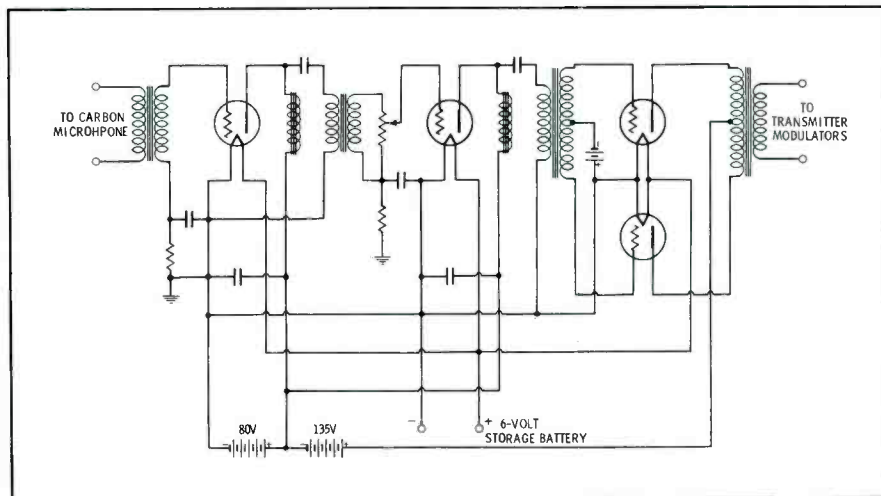 TO CARBON
MICROHPONE
TO
TRANSMITTER
MODULATORS
80V
135V
- + 6-VOLT
STORAGE BATTERY